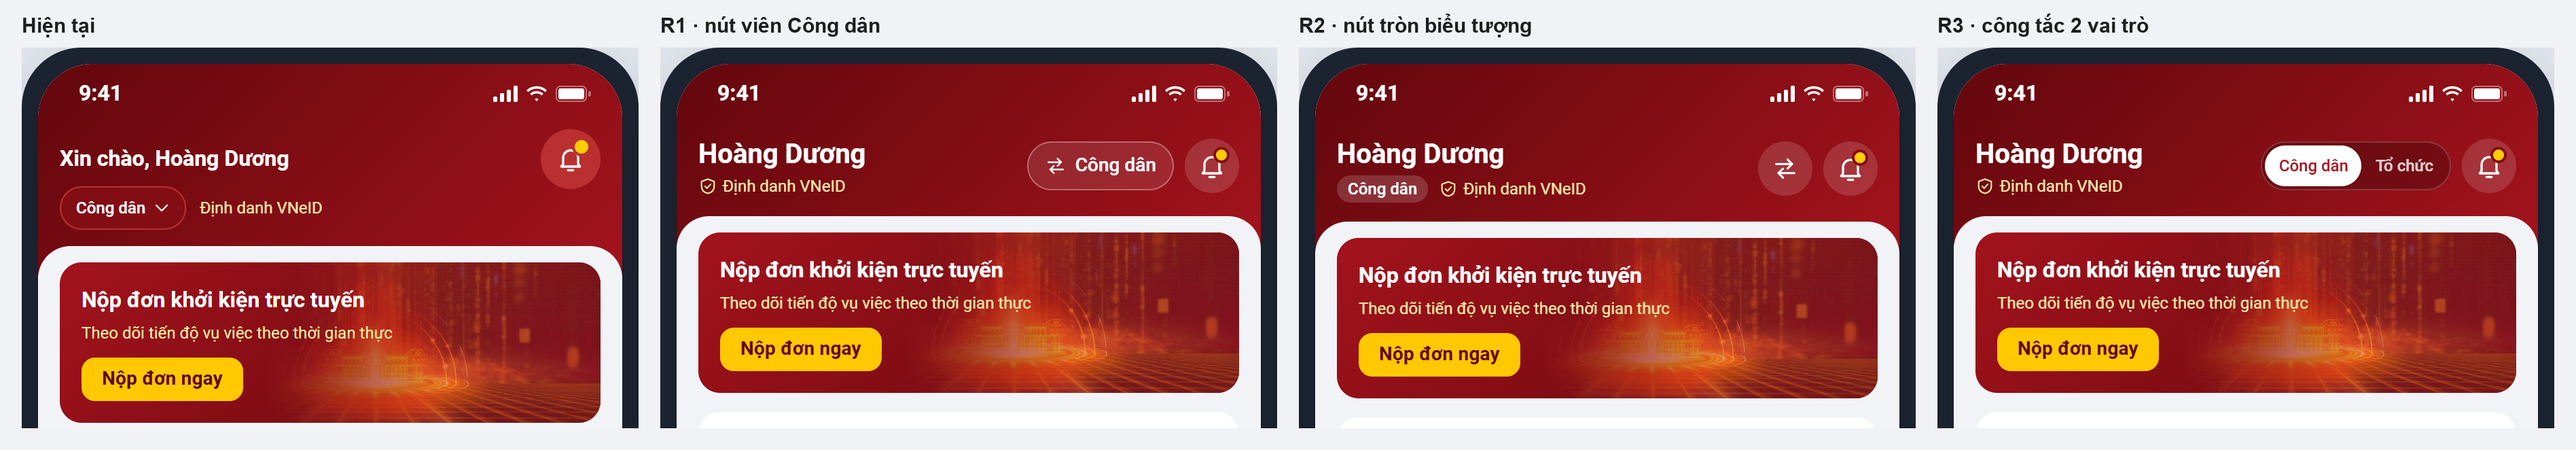 Hiện tại
9:41
Xin chào, Hoàng Dương
Công dân
Định danh VNeID
Nộp đơn khởi kiện trực tuyến
Theo dõi tiến độ vụ việc theo thời gian thực
Nộp đơn ngay
R1 · nút viên Công dân
9:41
Hoàng Dương
Định danh VNeID
Công dân
Nộp đơn khởi kiện trực tuyến
Theo dõi tiến độ vụ việc theo thời gian thực
Nộp đơn ngay
R2 · nút tròn biểu tượng
9:41
Hoàng Dương
Công dân
Định danh VNeID
Nộp đơn khởi kiện trực tuyến
Theo dõi tiến độ vụ việc theo thời gian thực
Nộp đơn ngay
R3 · công tắc 2 vai trò
9:41
Hoàng Dương
Định danh VNeID
Công dân
Tổ chức
Nộp đơn khởi kiện trực tuyến
Theo dõi tiến độ vụ việc theo thời gian thực
Nộp đơn ngay